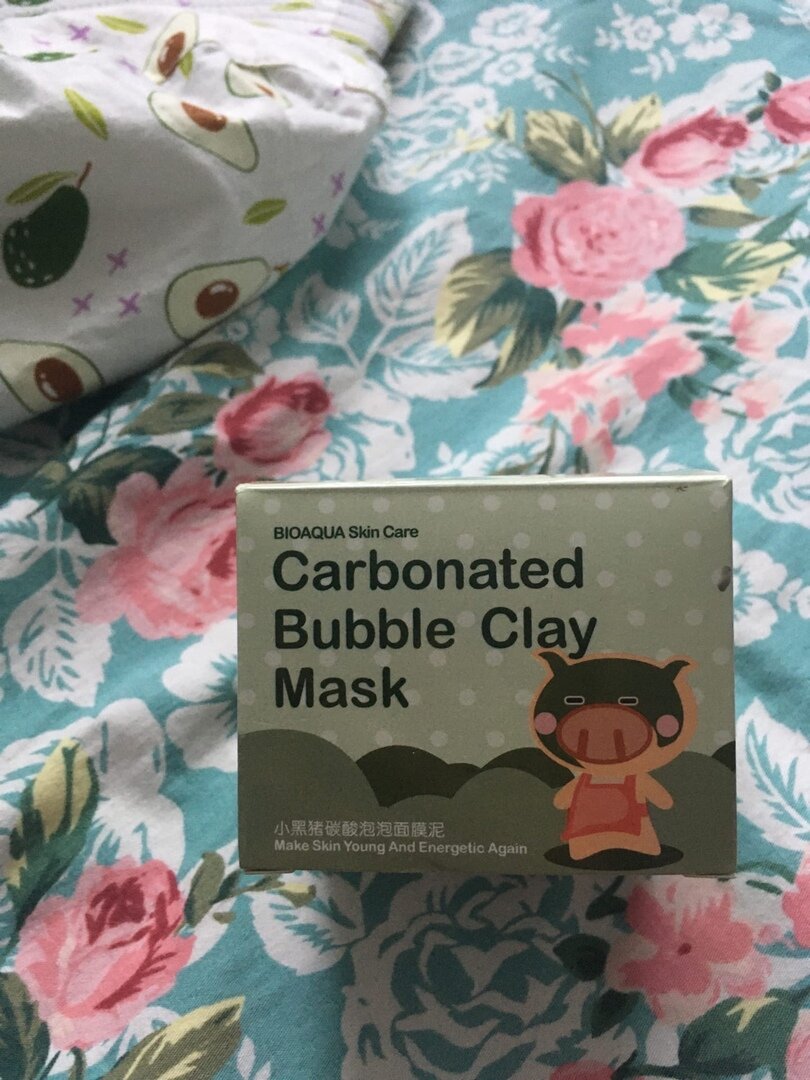 BIOAQUA Skin Care
Carbonated
Bubble Clay
Mask
小黑猪碳酸泡泡面膜泥
Make Skin Young And Energetic Again